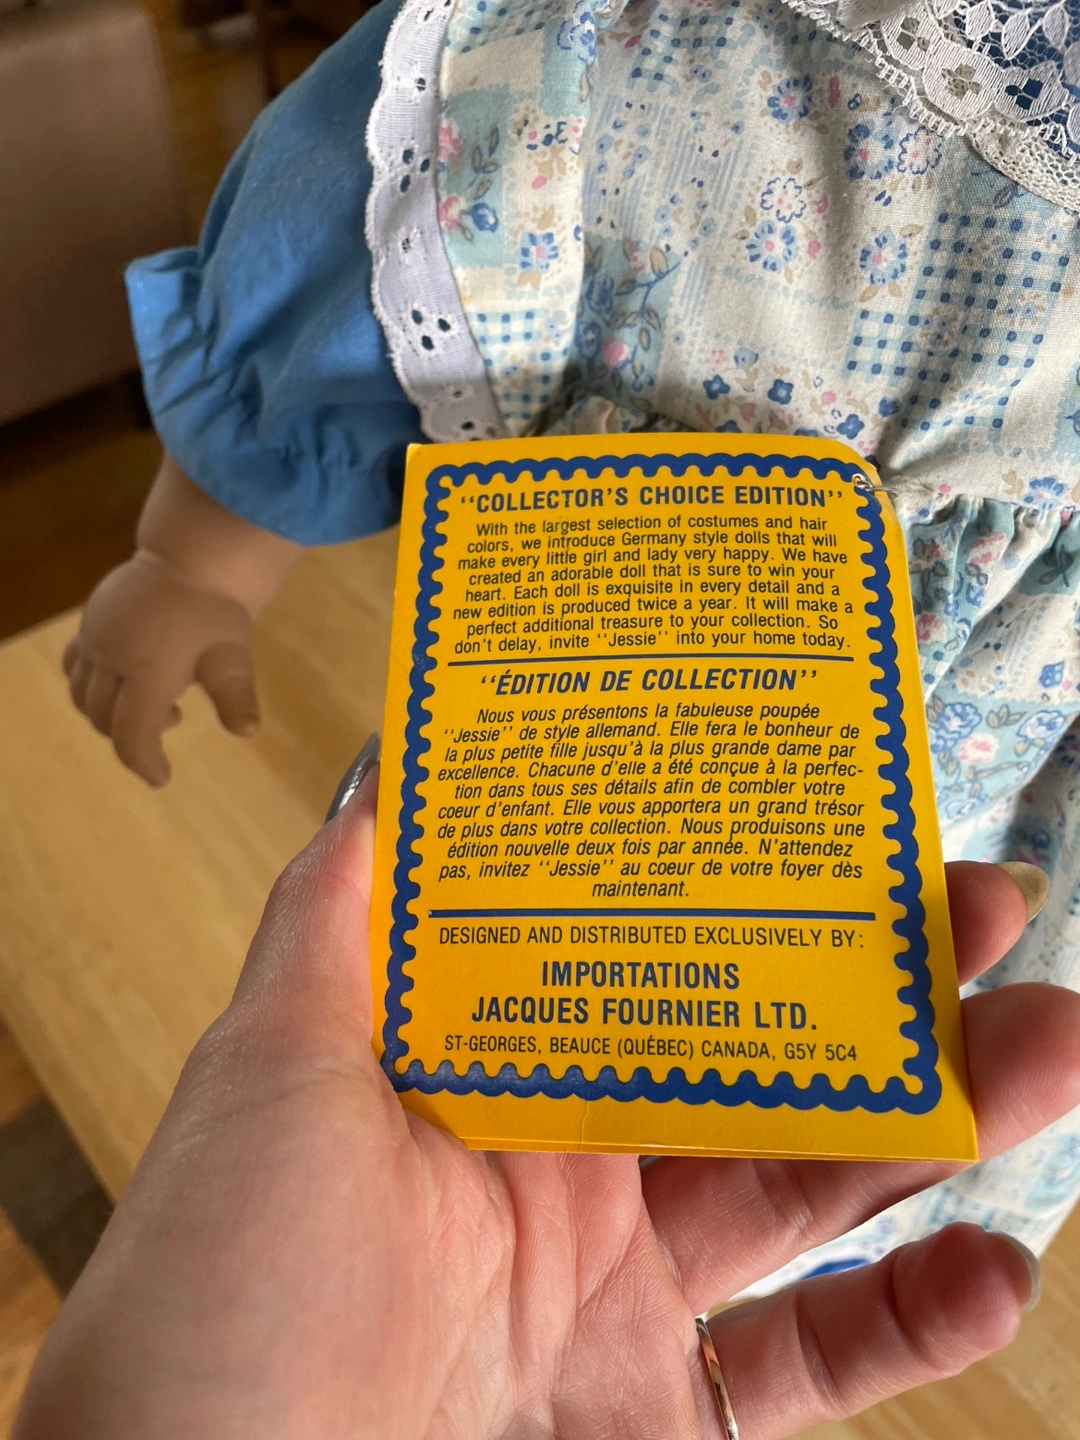 "COLLECTOR'S CHOICE EDITION"
With the largest selection of costumes and hair
colors, we introduce Germany style dolls that will
make every little girl and lady very happy. We have
created an adorable doll that is sure to win your
heart. Each doll is exquisite in every detail and a
new edition is produced twice a year. It will make a
perfect additional treasure to your collection. So
don't delay, invite "Jessie" into your home today.
"ÉDITION DE COLLECTION"
Nous vous présentons la fabuleuse poupée
"Jessie" de style allemand. Elle fera le bonheur de
la plus petite fille jusqu'à la plus grande dame par
excellence. Chacune d'elle a été conçue à la perfec-
tion dans tous ses détails afin de combler votre
coeur d'enfant. Elle vous apportera un grand trésor
de plus dans votre collection. Nous produisons une
édition nouvelle deux fois par année. N'attendez
pas, invitez "Jessie" au coeur de votre foyer dès
maintenant.
DESIGNED AND DISTRIBUTED EXCLUSIVELY BY:
IMPORTATIONS
JACQUES FOURNIER LTD.
ST-GEORGES, BEAUCE (QUÉBEC) CANADA, G5Y 5C4